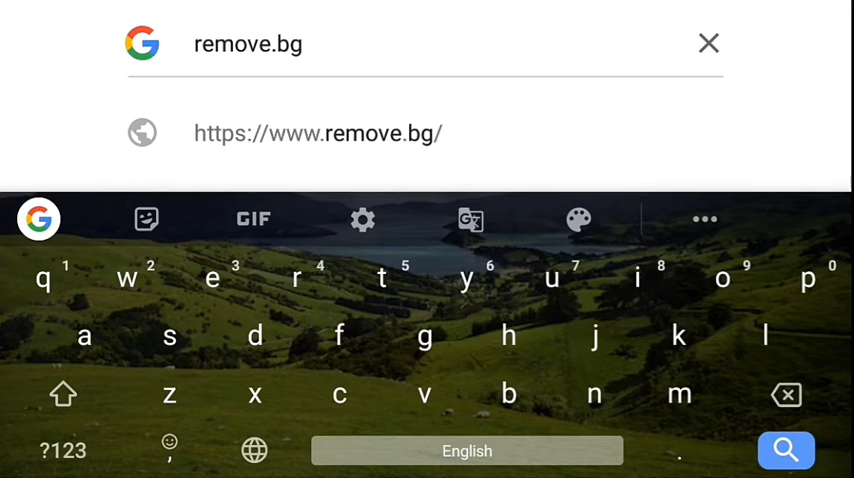 remove.bg
https://www.remove.bg/
G GIF G
q1 w2 e3 r4 t5 y6 u7 i8 o9 p0
a s d f g h j k l
z x c v b n m
?123 , English .